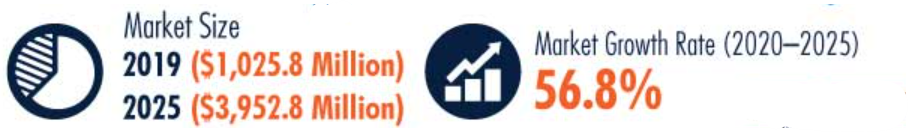 Market Size
2019 ($1,025.8 Million)
2025 ($3,952.8 Million)
Market Growth Rate (2020–2025)
56.8%